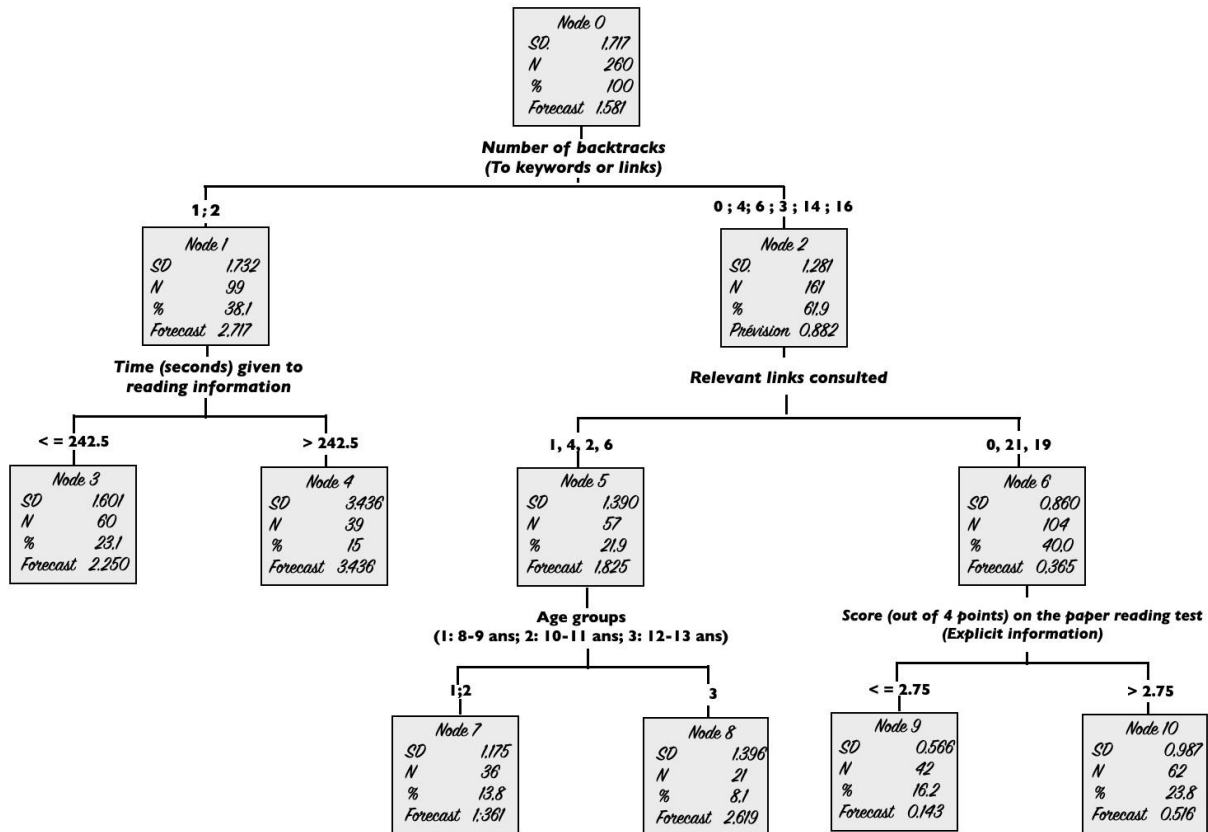 Node 0
SD. 1.717
N 260
% 100
Forecast 1.581
Number of backtracks
(To keywords or links)
1 ; 2
0 ; 4; 6 ; 3 ; 14 ; 16
Node 1
SD 1.732
N 99
% 38.1
Forecast 2.717
Node 2
SD. 1.281
N 161
% 61.9
Prévision 0.882
Time (seconds) given to
reading information
Relevant links consulted
< = 242.5
> 242.5
1, 4, 2, 6
0, 21, 19
Node 3
SD 1.601
N 60
% 23.1
Forecast 2.250
Node 4
SD 3.436
N 39
% 15
Forecast 3.436
Node 5
SD 1.390
N 57
% 21.9
Forecast 1.825
Node 6
SD 0.860
N 104
% 40.0
Forecast 0.365
Age groups
(1: 8-9 ans; 2: 10-11 ans; 3: 12-13 ans)
Score (out of 4 points) on the paper reading test
(Explicit information)
1;2
3
< = 2.75
> 2.75
Node 7
SD 1.175
N 36
% 13.8
Forecast 1.361
Node 8
SD 1.396
N 21
% 8.1
Forecast 2.619
Node 9
SD 0.566
N 42
% 16.2
Forecast 0.143
Node 10
SD 0.987
N 62
% 23.8
Forecast 0.516